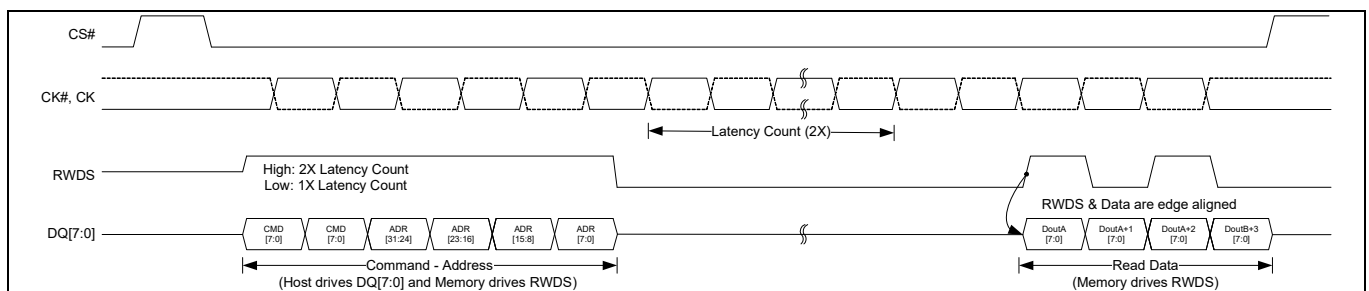 CS#
CK#, CK
Latency Count (2X)
RWDS
High: 2X Latency Count
Low: 1X Latency Count
RWDS & Data are edge aligned
DQ[7:0]
CMD
[7:0]
CMD
[7:0]
ADR
[31:24]
ADR
[23:16]
ADR
[15:8]
ADR
[7:0]
DoutA
[7:0]
DoutA+1
[7:0]
DoutA+2
[7:0]
DoutB+3
[7:0]
Command - Address
(Host drives DQ[7:0] and Memory drives RWDS)
Read Data
(Memory drives RWDS)